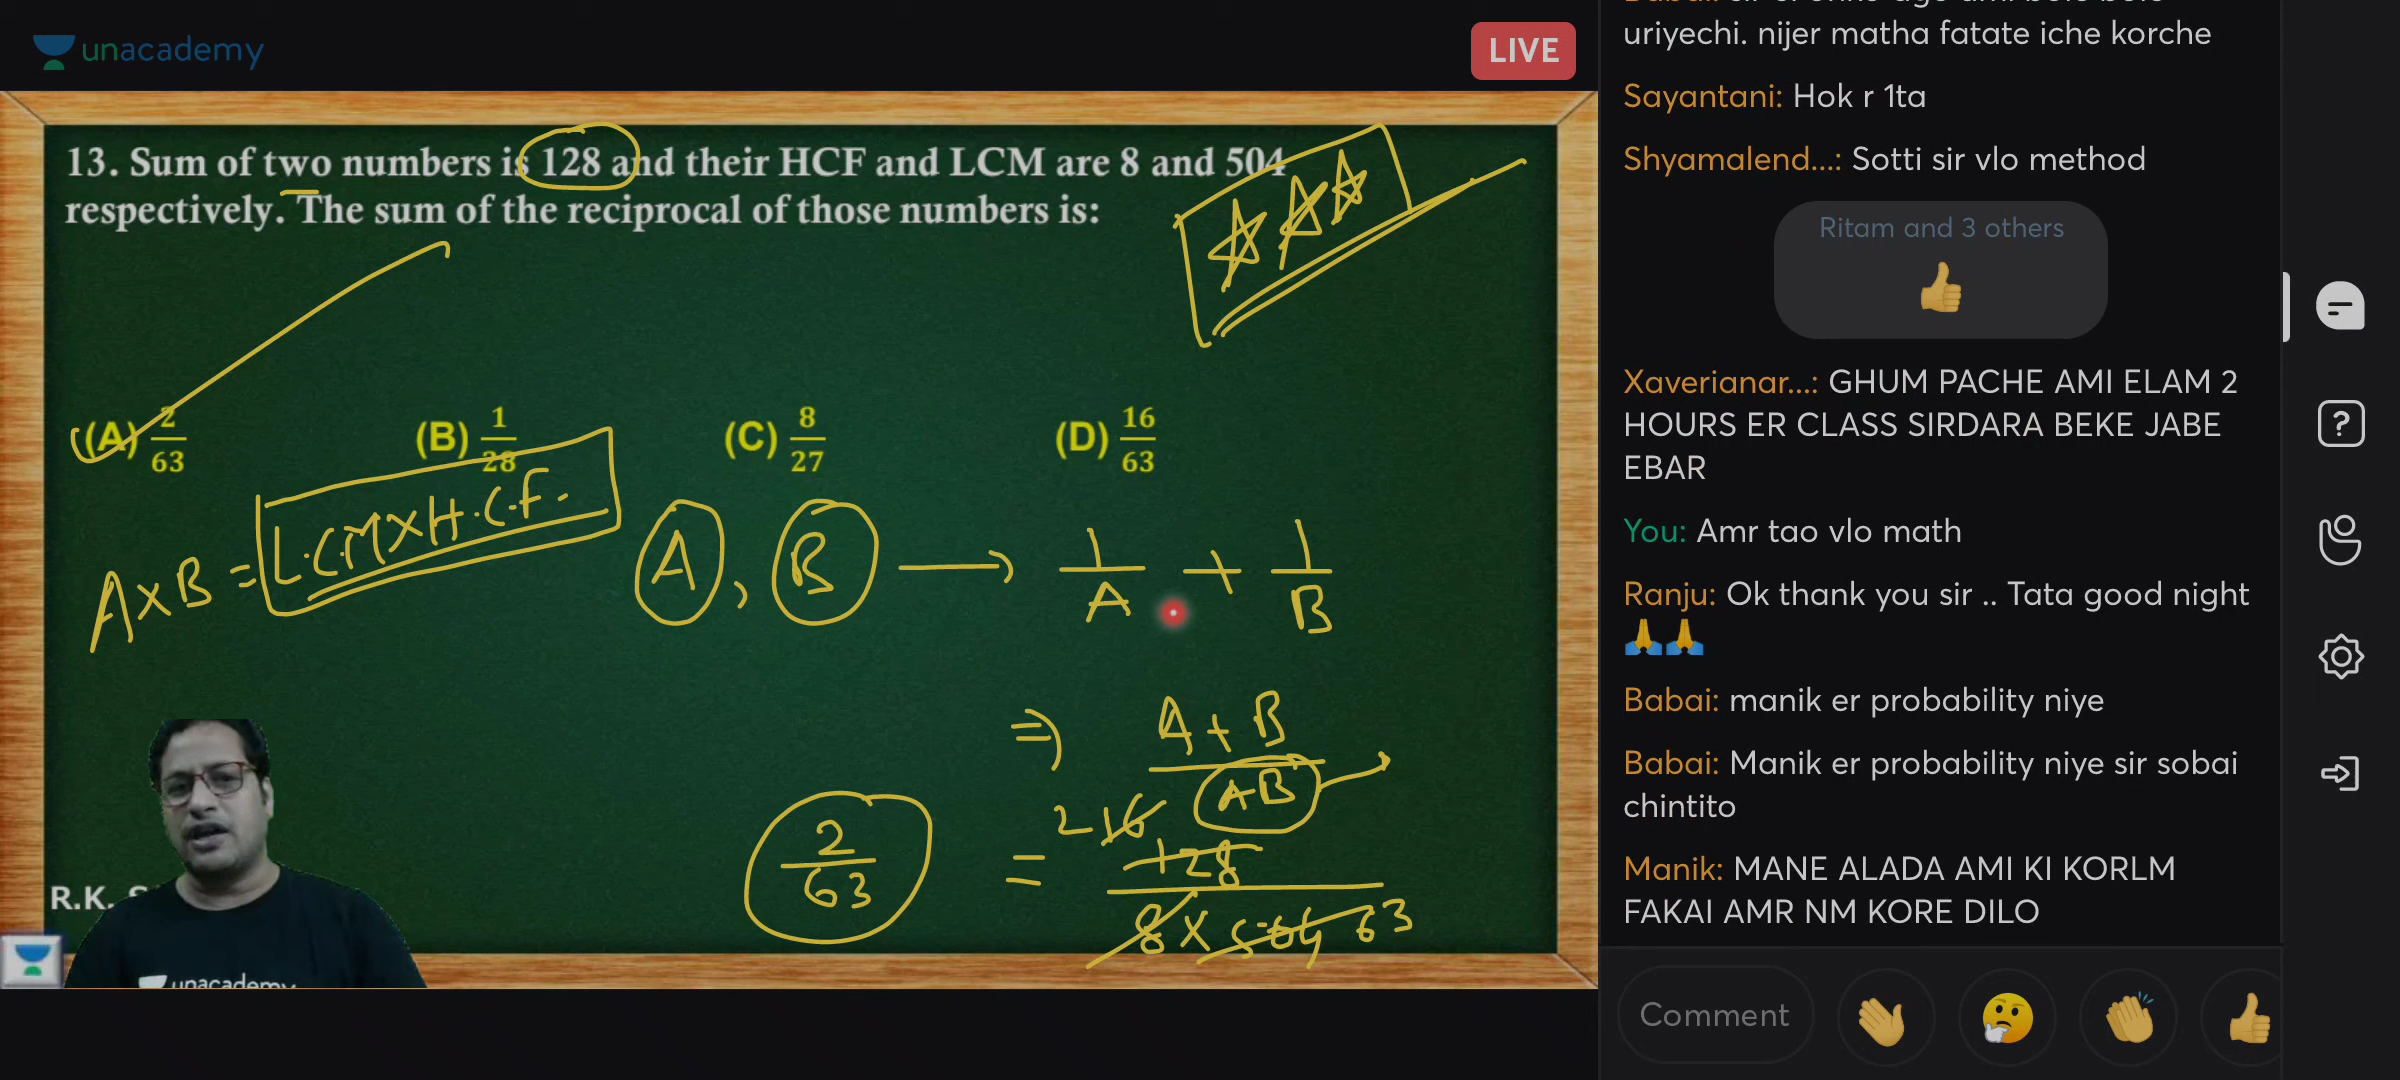 unacademy
LIVE
13. Sum of two numbers is 128 and their HCF and LCM are 8 and 504
respectively. The sum of the reciprocal of those numbers is:
(A) 2/63 (B) 1/28 (C) 8/27 (D) 16/63
A×B = L.C.M×H.C.F.
A, B → 1/A + 1/B
⇒ A+B
AB
2 16
128
=
8×504 63
2/63
R.K. S
unacademy
uriyechi. nijer matha fatate iche korche
Sayantani: Hok r 1ta
Shyamalend...: Sotti sir vlo method
Ritam and 3 others
👍
Xaverianar...: GHUM PACHE AMI ELAM 2
HOURS ER CLASS SIRDARA BEKE JABE
EBAR
You: Amr tao vlo math
Ranju: Ok thank you sir .. Tata good night
🙏🙏
Babai: manik er probability niye
Babai: Manik er probability niye sir sobai
chintito
Manik: MANE ALADA AMI KI KORLM
FAKAI AMR NM KORE DILO
Comment